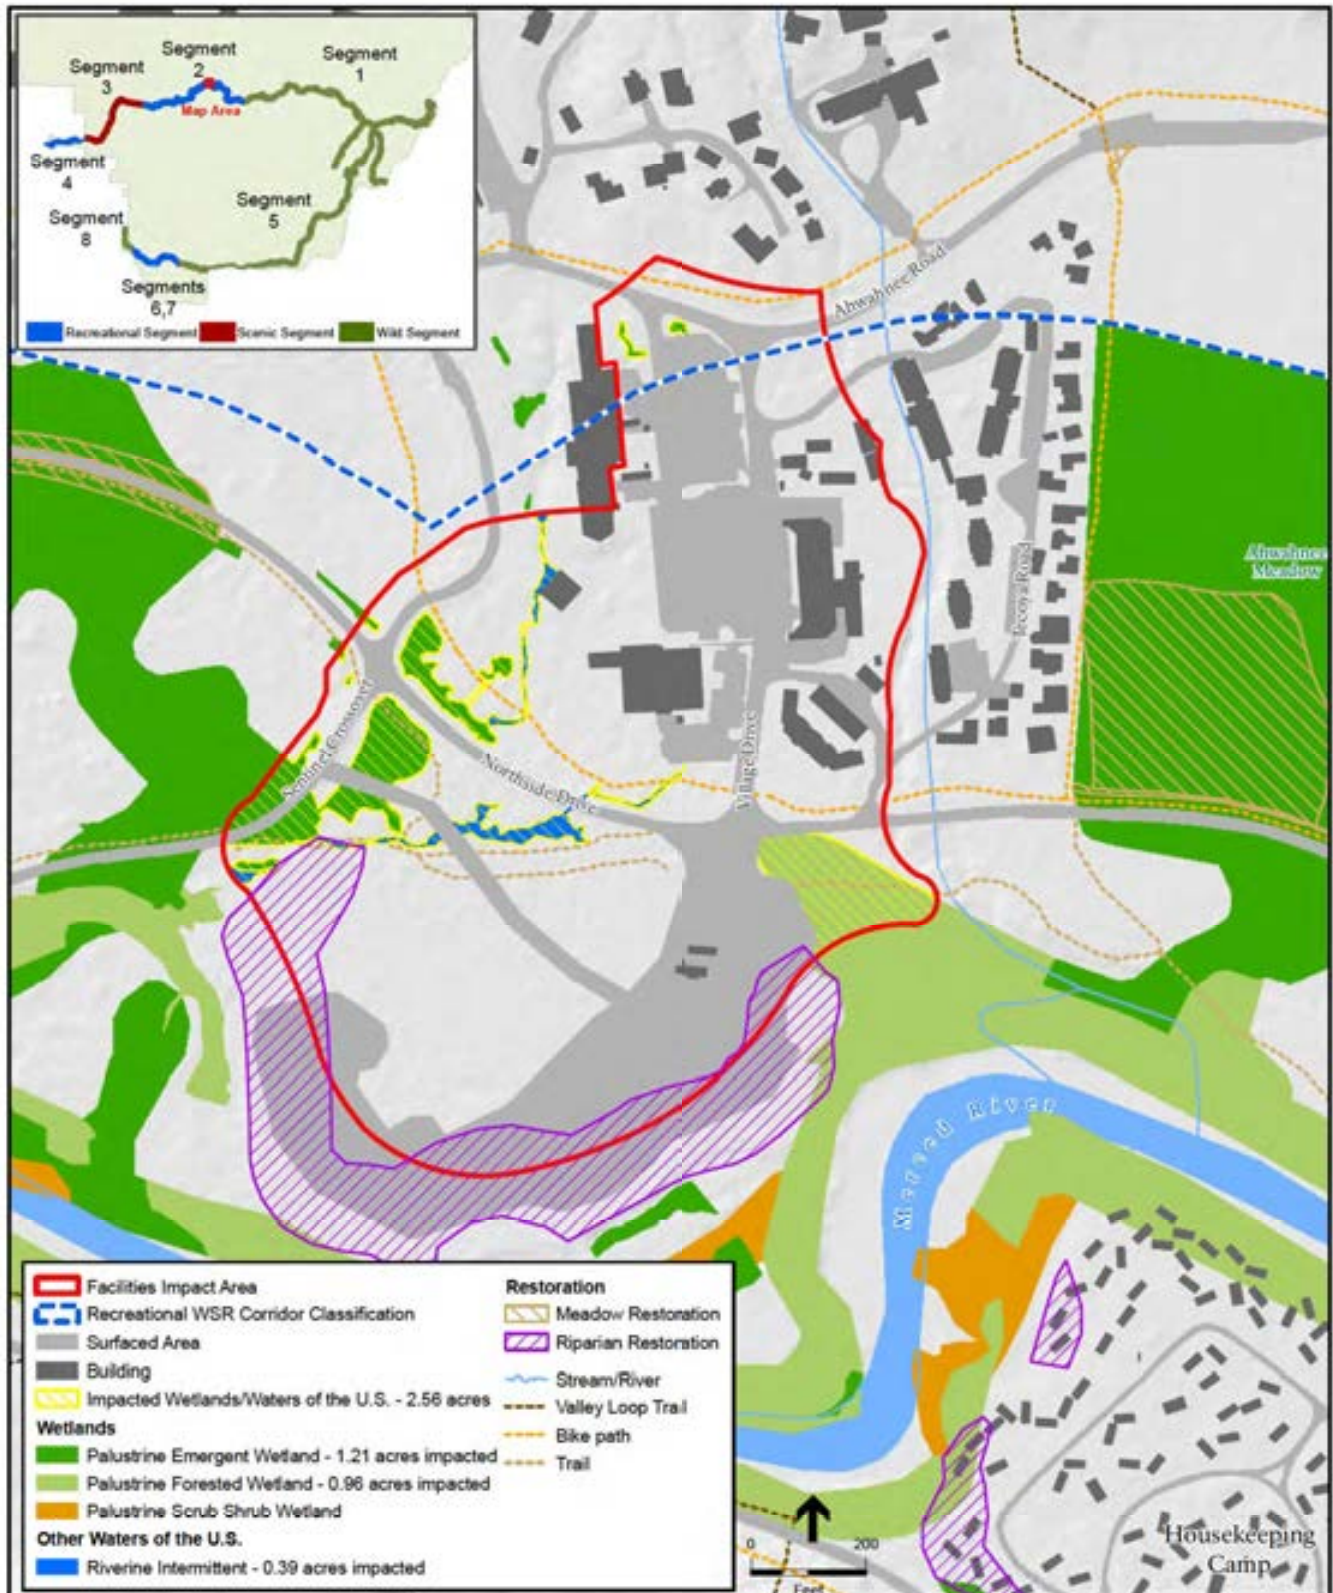 Segment
1
Segment
2
Segment
3
Map Area
Segment
4
Segment
5
Segment
8
Segments
6,7
Recreational Segment
Scenic Segment
Wild Segment
Ahwahnee Road
Ahwahnee
Meadow
Tecoya Road
Sentinel Crossover
Northside Drive
Village Drive
Merced River
Housekeeping
Camp
Facilities Impact Area
Recreational WSR Corridor Classification
Surfaced Area
Building
Impacted Wetlands/Waters of the U.S. - 2.56 acres
Wetlands
Palustrine Emergent Wetland - 1.21 acres impacted
Palustrine Forested Wetland - 0.96 acres impacted
Palustrine Scrub Shrub Wetland
Other Waters of the U.S.
Riverine Intermittent - 0.39 acres impacted
Restoration
Meadow Restoration
Riparian Restoration
Stream/River
Valley Loop Trail
Bike path
Trail
0 200
Feet